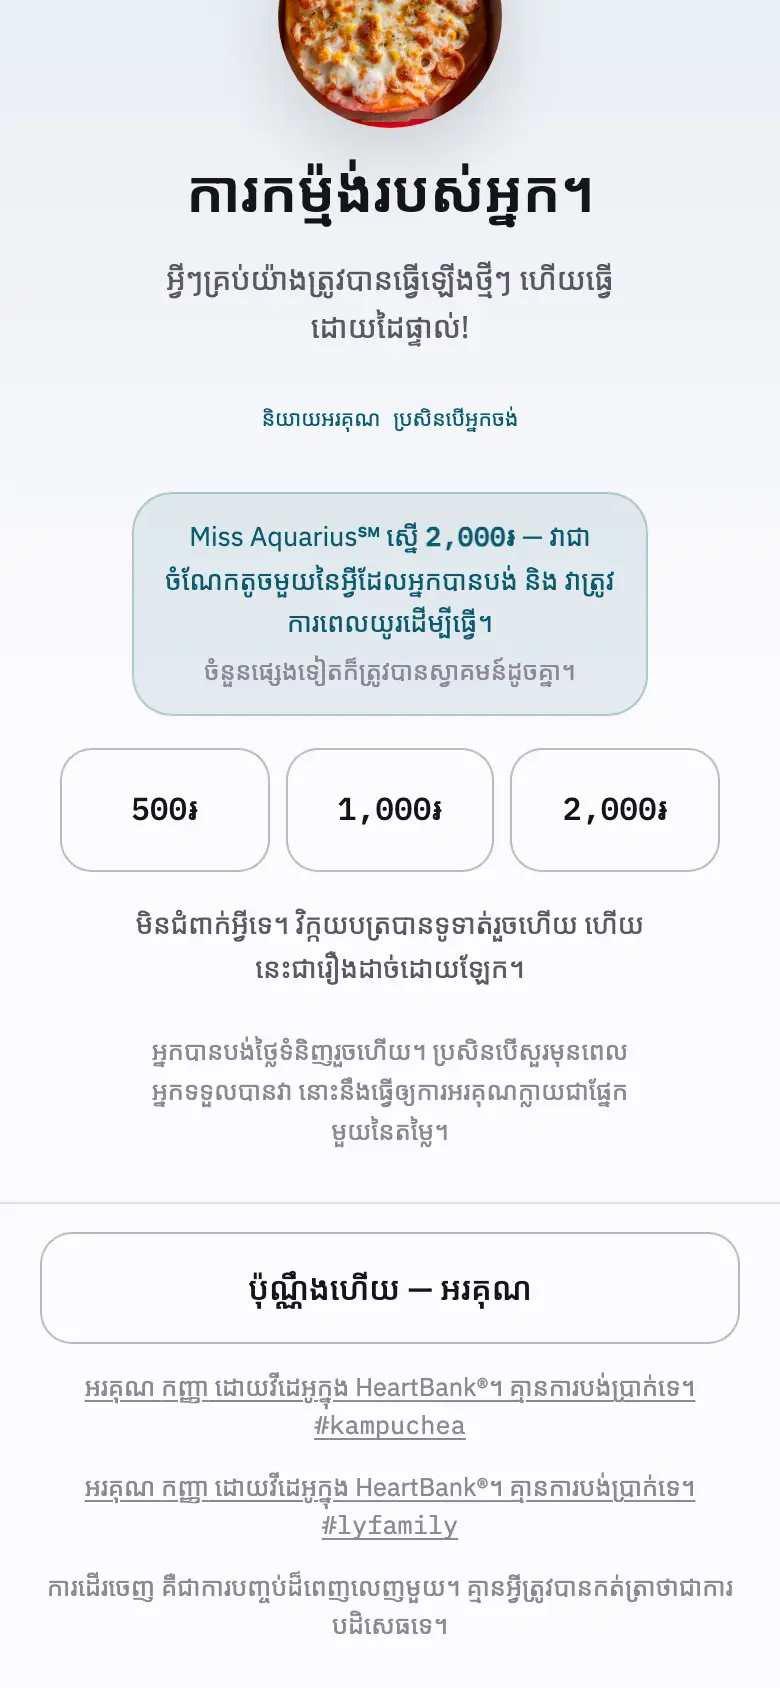 ការកម្ម៉ង់របស់អ្នក។
អ្វីៗគ្រប់យ៉ាងត្រូវបានធ្វើឡើងថ្មីៗ ហើយធ្វើ
ដោយដៃផ្ទាល់!
និយាយអរគុណ ប្រសិនបើអ្នកចង់
Miss Aquarius℠ ស្នើ 2,000៛ — វាជា
ចំណែកតូចមួយនៃអ្វីដែលអ្នកបានបង់ និង វាត្រូវ
ការពេលយូរដើម្បីធ្វើ។
ចំនួនផ្សេងទៀតក៏ត្រូវបានស្វាគមន៍ដូចគ្នា។
500៛
1,000៛
2,000៛
មិនជំពាក់អ្វីទេ។ វិក្កយបត្របានទូទាត់រួចហើយ ហើយ
នេះជារឿងដាច់ដោយឡែក។
អ្នកបានបង់ថ្លៃទំនិញរួចហើយ។ ប្រសិនបើសួរមុនពេល
អ្នកទទួលបានវា នោះនឹងធ្វើឲ្យការអរគុណក្លាយជាផ្នែក
មួយនៃតម្លៃ។
ប៉ុណ្ណឹងហើយ — អរគុណ
អរគុណ កញ្ញា ដោយវីដេអូក្នុង HeartBank®។ គ្មានការបង់ប្រាក់ទេ។
#kampuchea
អរគុណ កញ្ញា ដោយវីដេអូក្នុង HeartBank®។ គ្មានការបង់ប្រាក់ទេ។
#lyfamily
ការដើរចេញ គឺជាការបញ្ចប់ដ៏ពេញលេញមួយ។ គ្មានអ្វីត្រូវបានកត់ត្រាថាជាការ
បដិសេធទេ។